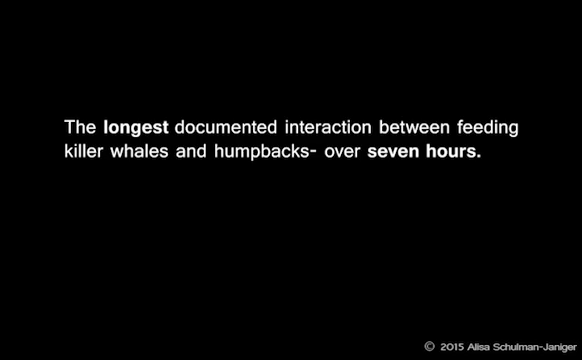 The longest documented interaction between feeding
killer whales and humpbacks- over seven hours.
© 2015 Alisa Schulman-Janiger